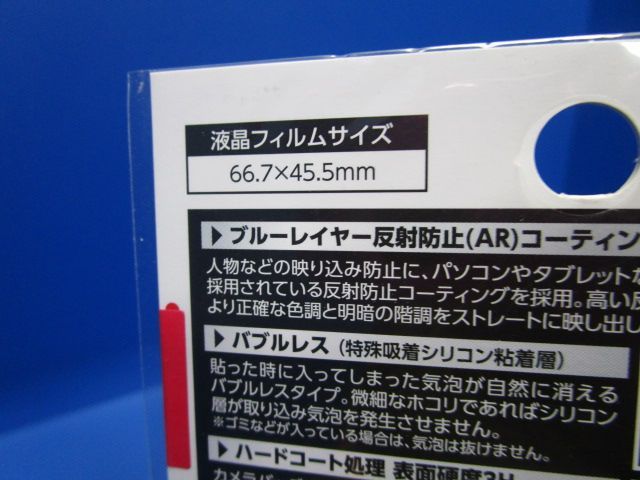 液晶フィルムサイズ
66.7×45.5mm
▶ブルーレイヤー反射防止(AR)コーティン
人物などの映り込み防止に、パソコンやタブレットな
採用されている反射防止コーティングを採用。高い
より正確な色調と明暗の階調をストレートに映し出し
▶バブルレス（特殊吸着シリコン粘着層）
貼った時に入ってしまった気泡が自然に消える
バブルレスタイプ。微細なホコリであればシリコン
層が取り込み気泡を発生させません。
※ゴミなどが入っている場合は、気泡は抜けません。
▶ハードコート処理 表面硬度3H